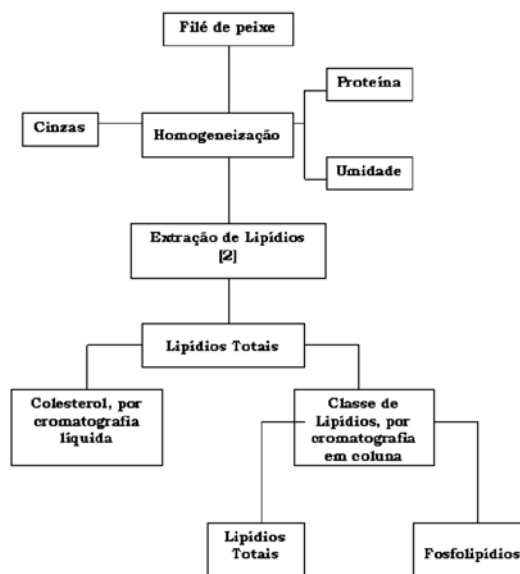 Filé de peixe
Proteína
Cinzas
Homogeneização
Umidade
Extração de Lipídios
[2]
Lipídios Totais
Colesterol, por
cromatografia
líquida
Classe de
Lipídios, por
cromatografia
em coluna
Lipídios
Totais
Fosfolipídios